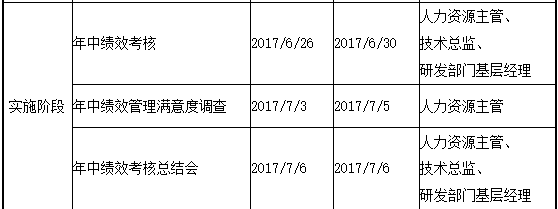 实施阶段
年中绩效考核 2017/6/26 2017/6/30 人力资源主管、
技术总监、
研发部门基层经理
年中绩效管理满意度调查 2017/7/3 2017/7/5 人力资源主管
年中绩效考核总结会 2017/7/6 2017/7/6 人力资源主管、
技术总监、
研发部门基层经理